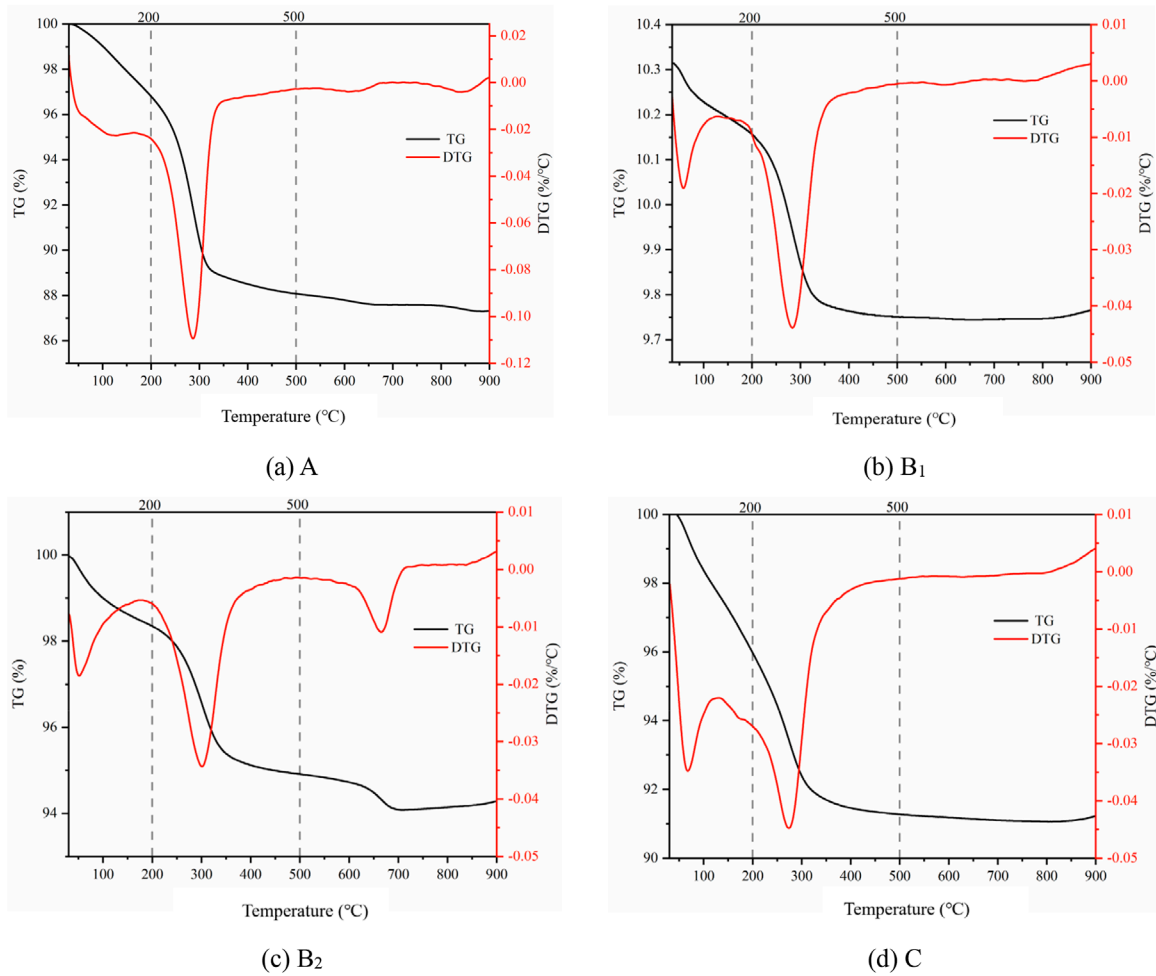 200 500
100 0.02
98 0.00
96 -0.02
94 TG -0.04
DTG
TG (%) 92 -0.06 DTG (%/°C)
90 -0.08
88 -0.10
86 -0.12
100 200 300 400 500 600 700 800 900
Temperature (°C)
(a) A
200 500
10.4 0.01
10.3 0.00
10.2 -0.01
10.1 TG -0.02
DTG
TG (%) 10.0 DTG (%/°C)
9.9 -0.03
9.8 -0.04
9.7 -0.05
100 200 300 400 500 600 700 800 900
Temperature (°C)
(b) B₁
200 500
0.01
100 0.00
98 -0.01
TG
DTG
TG (%) -0.02 DTG (%/°C)
96 -0.03
94 -0.04
-0.05
100 200 300 400 500 600 700 800 900
Temperature (°C)
(c) B₂
200 500
100 0.01
98 0.00
96 -0.01
TG
DTG
TG (%) -0.02 DTG (%/°C)
94 -0.03
92 -0.04
90 -0.05
100 200 300 400 500 600 700 800 900
Temperature (°C)
(d) C